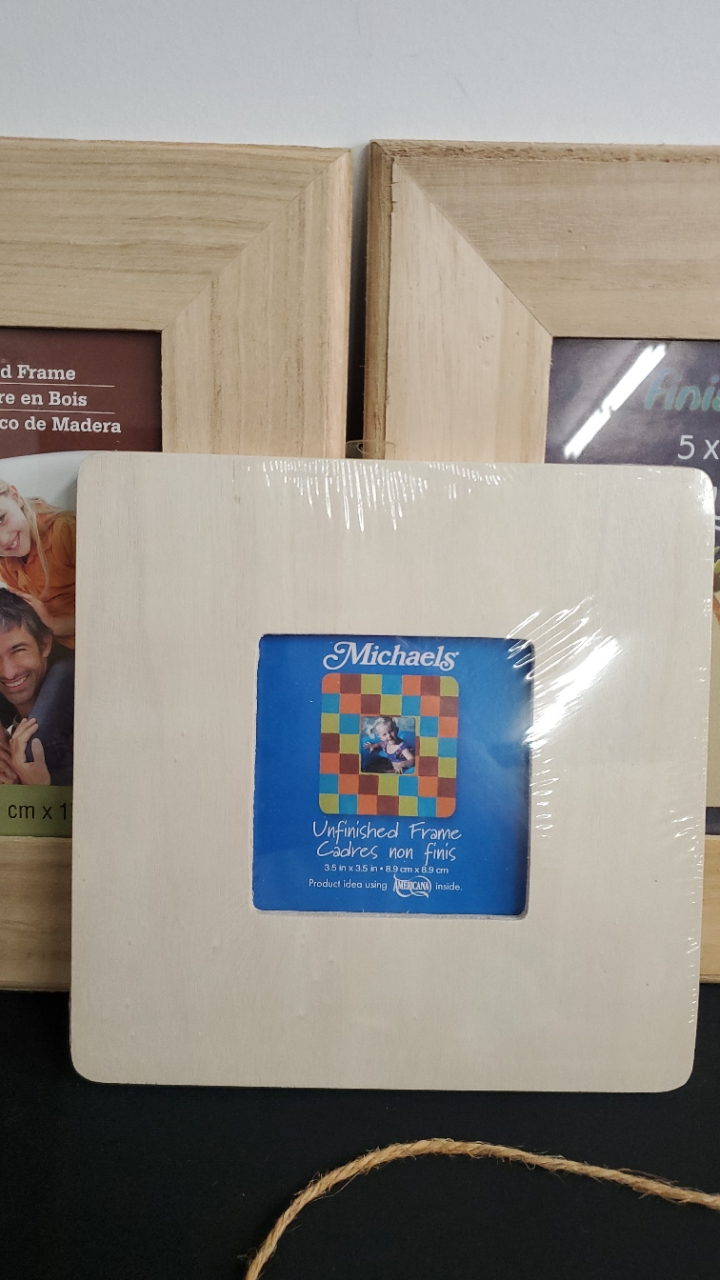 d Frame
re en Bois
co de Madera
cm x 1
5 x
Michaels
Unfinished Frame
Cadres non finis
3.5 in x 3.5 in • 8.9 cm x 8.9 cm
Product idea using AMERICANA inside.